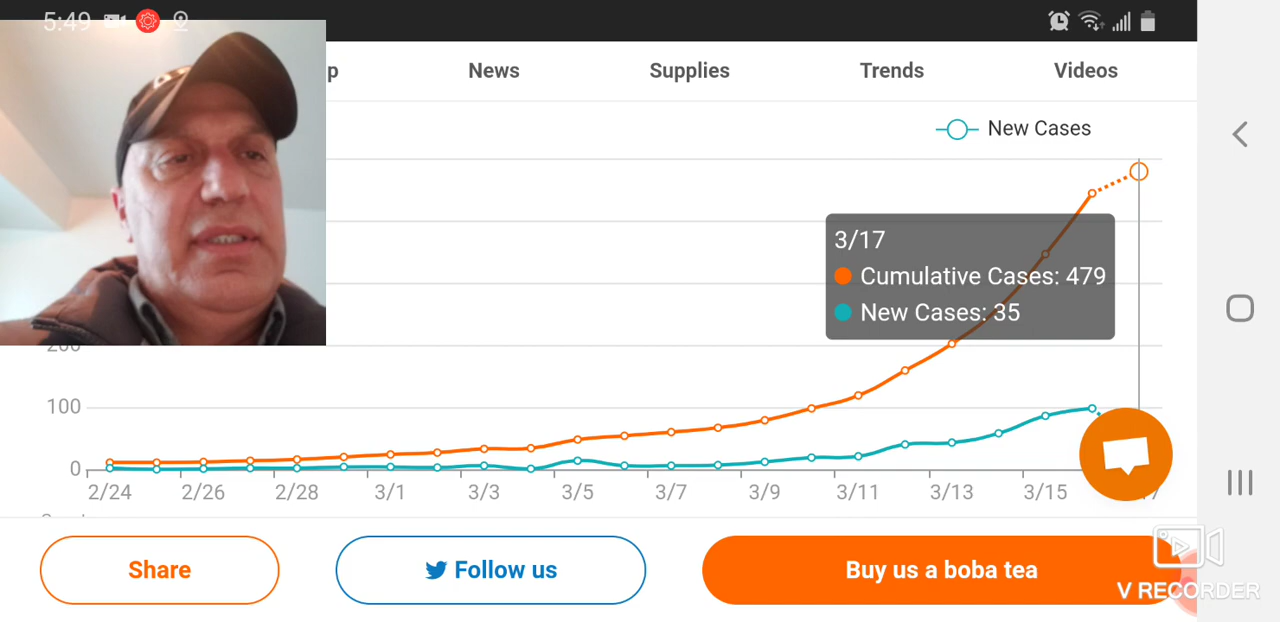 5:49
p
News
Supplies
Trends
Videos
New Cases
3/17
Cumulative Cases: 479
New Cases: 35
200
100
0
2/24
2/26
2/28
3/1
3/3
3/5
3/7
3/9
3/11
3/13
3/15
17
Share
Follow us
Buy us a boba tea
V RECORDER